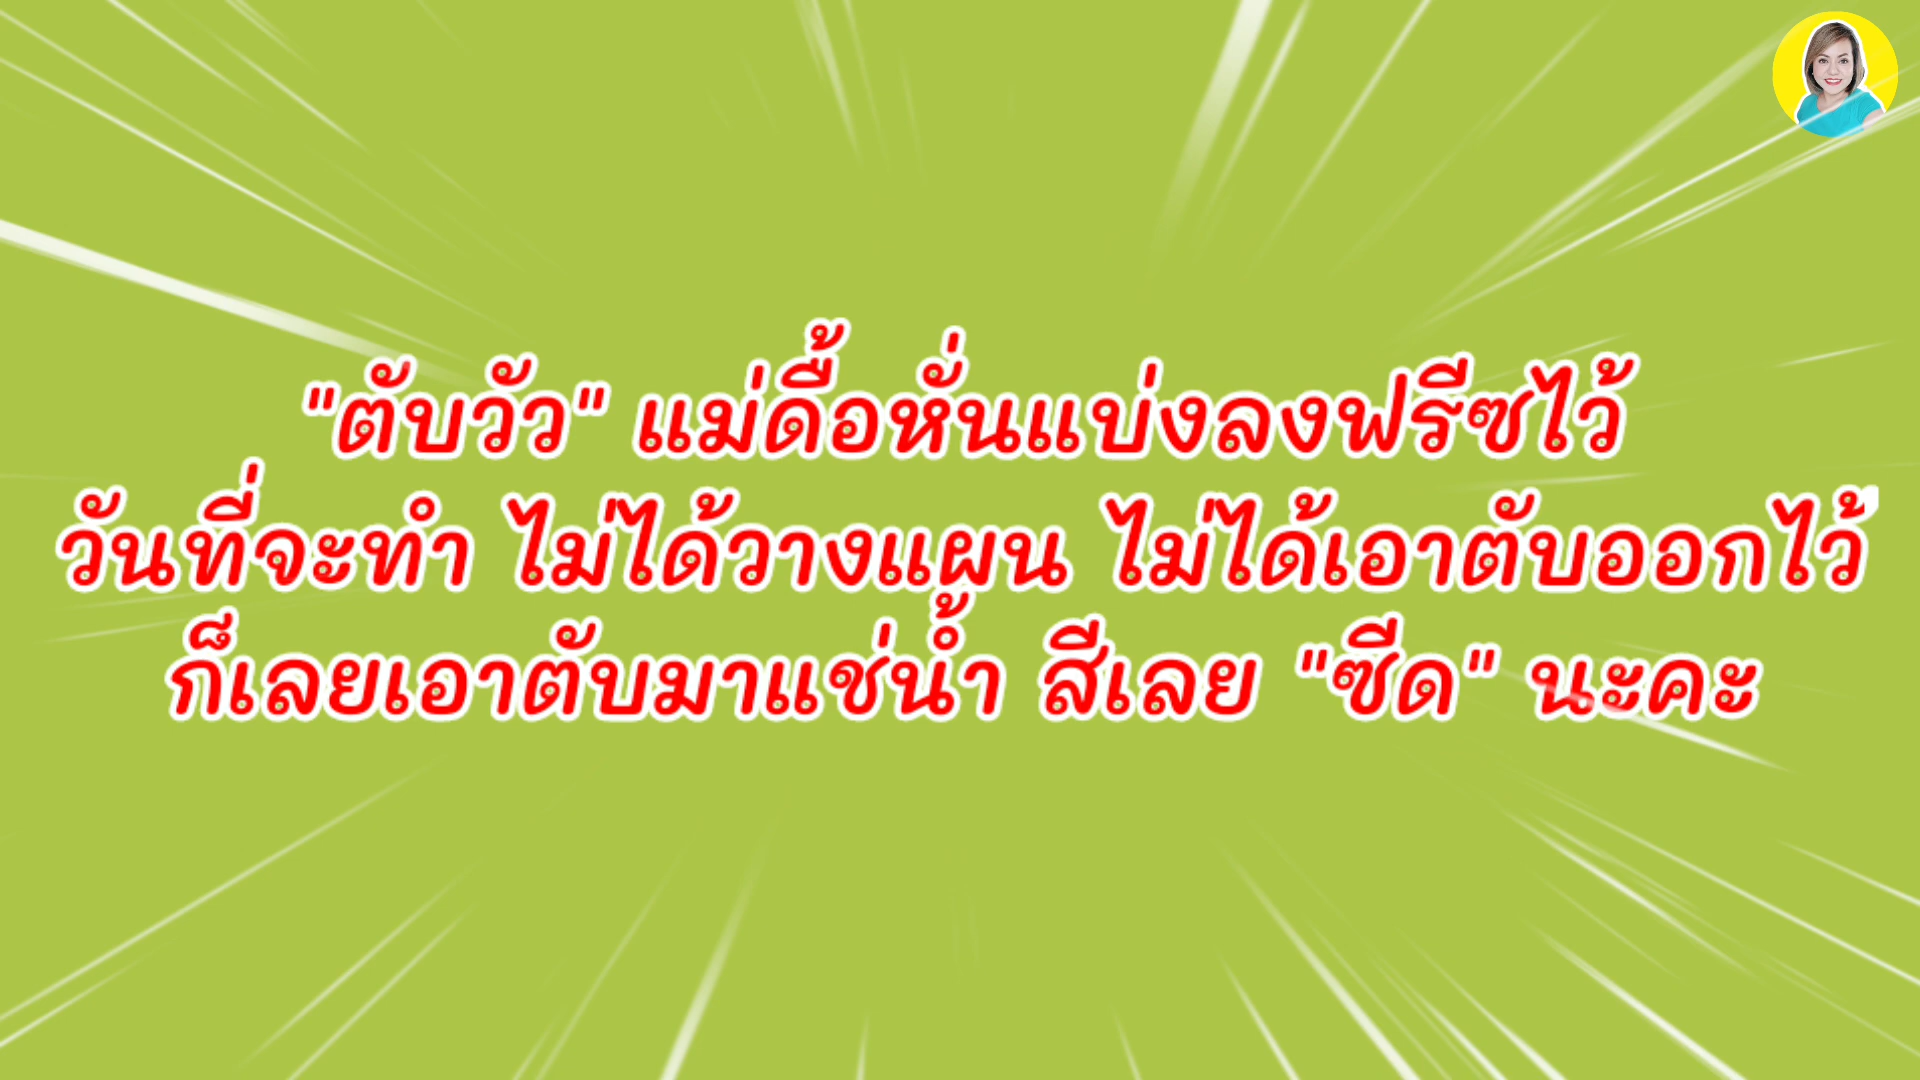 "ตับวัว" แม่ดื้อหั่นแบ่งลงฟรีซไว้
วันที่จะทำ ไม่ได้วางแผน ไม่ได้เอาตับออกไว้
ก็เลยเอาตับมาแช่น้ำ สีเลย "ซีด" นะคะ